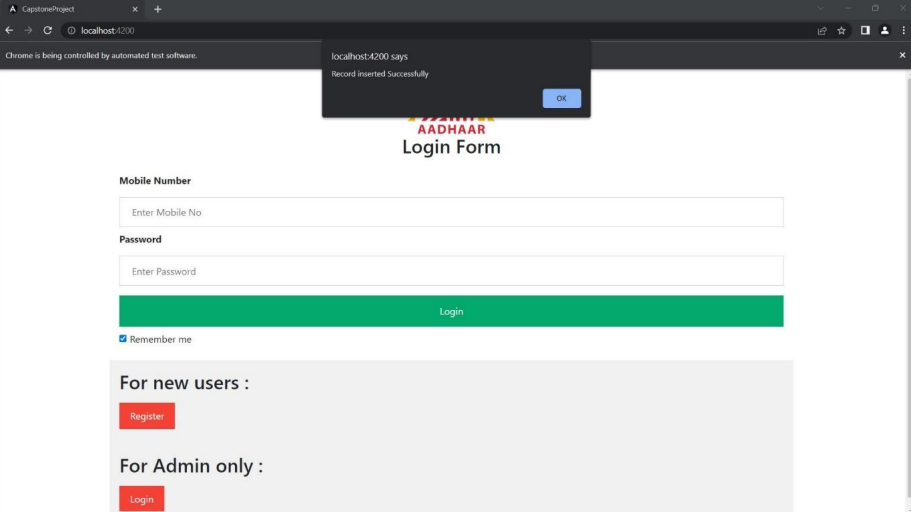 CapstoneProject
localhost:4200
Chrome is being controlled by automated test software.
localhost:4200 says
Record inserted Successfully
OK
AADHAAR
Login Form
Mobile Number
Enter Mobile No
Password
Enter Password
Login
Remember me
For new users :
Register
For Admin only :
Login